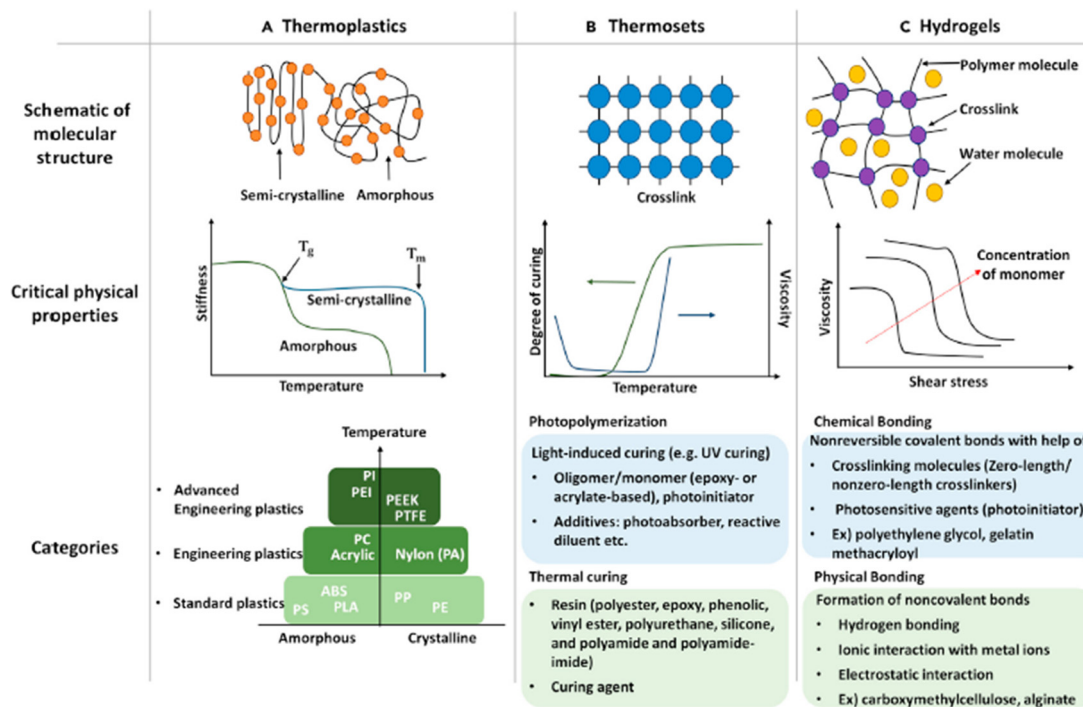 A Thermoplastics
B Thermosets
C Hydrogels
Schematic of
molecular
structure
Semi-crystalline
Amorphous
Crosslink
Polymer molecule
Crosslink
Water molecule
Critical physical
properties
Stiffness
Tg
Tm
Semi-crystalline
Amorphous
Temperature
Degree of curing
Viscosity
Temperature
Viscosity
Concentration
of monomer
Shear stress
Categories
Temperature
• Advanced
Engineering plastics
PI
PEI
PEEK
PTFE
• Engineering plastics
PC
Acrylic
Nylon (PA)
• Standard plastics
ABS
PS
PLA
PP
PE
Amorphous
Crystalline
Photopolymerization
Light-induced curing (e.g. UV curing)
• Oligomer/monomer (epoxy- or
acrylate-based), photoinitiator
• Additives: photoabsorber, reactive
diluent etc.
Thermal curing
• Resin (polyester, epoxy, phenolic,
vinyl ester, polyurethane, silicone,
and polyamide and polyamide-
imide)
• Curing agent
Chemical Bonding
Nonreversible covalent bonds with help of
• Crosslinking molecules (Zero-length/
nonzero-length crosslinkers)
• Photosensitive agents (photoinitiator)
• Ex) polyethylene glycol, gelatin
methacryloyl
Physical Bonding
Formation of noncovalent bonds
• Hydrogen bonding
• Ionic interaction with metal ions
• Electrostatic interaction
• Ex) carboxymethylcellulose, alginate